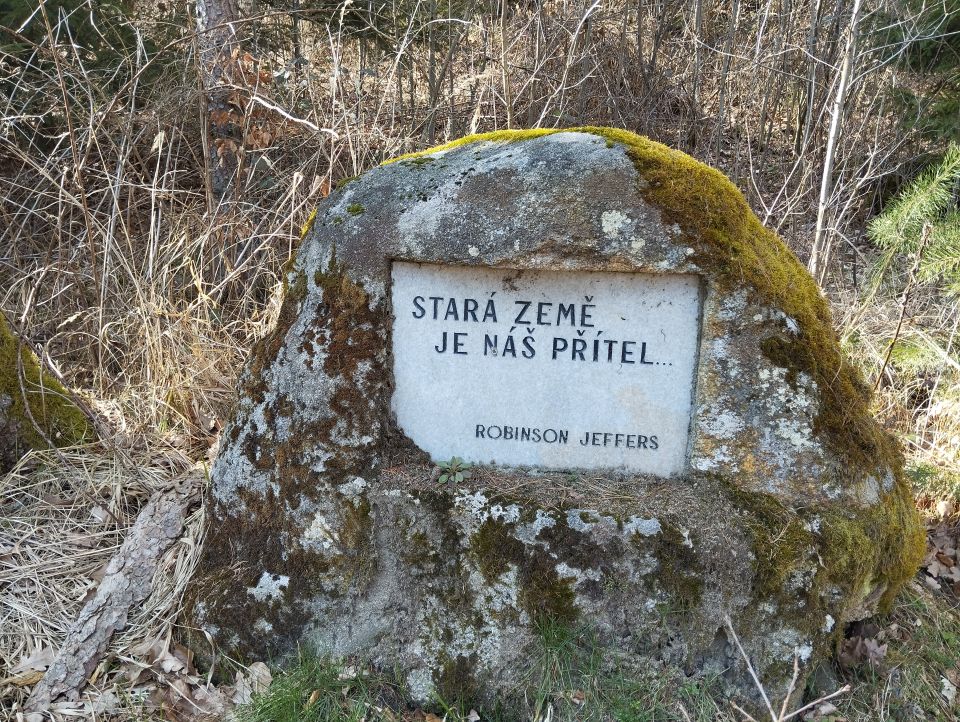 STARÁ ZEMĚ
JE NÁŠ PŘÍTEL...
ROBINSON JEFFERS